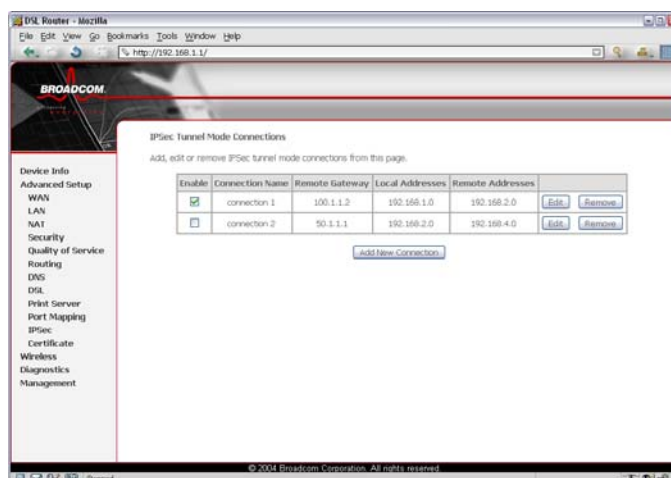 DSL Router - Mozilla
File Edit View Go Bookmarks Tools Window Help
http://192.168.1.1/
BROADCOM
IPSec Tunnel Mode Connections
Add, edit or remove IPSec tunnel mode connections from this page.
Enable Connection Name Remote Gateway Local Addresses Remote Addresses
connection 1 100.1.1.2 192.168.1.0 192.168.2.0 Edit Remove
connection 2 50.1.1.1 192.168.2.0 192.168.4.0 Edit Remove
Add New Connection
Device Info
Advanced Setup
WAN
LAN
NAT
Security
Quality of Service
Routing
DNS
DSL
Print Server
Port Mapping
IPSec
Certificate
Wireless
Diagnostics
Management
© 2004 Broadcom Corporation. All rights reserved.